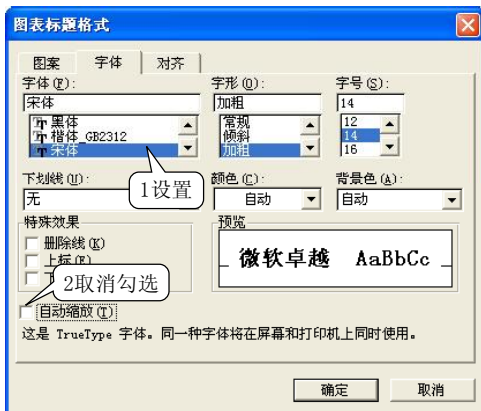 图表标题格式
图案 字体 对齐
字体(F): 字形(O): 字号(S):
宋体 加粗 14
黑体 常规 12
楷体_GB2312 倾斜 14
宋体 加粗 16
下划线(U): 颜色(C): 背景色(A):
无 自动 自动
1设置
特殊效果 预览
删除线(K)
上标(E)
微软卓越 AaBbCc
2取消勾选
自动缩放(T)
这是 TrueType 字体。同一种字体将在屏幕和打印机上同时使用。
确定 取消